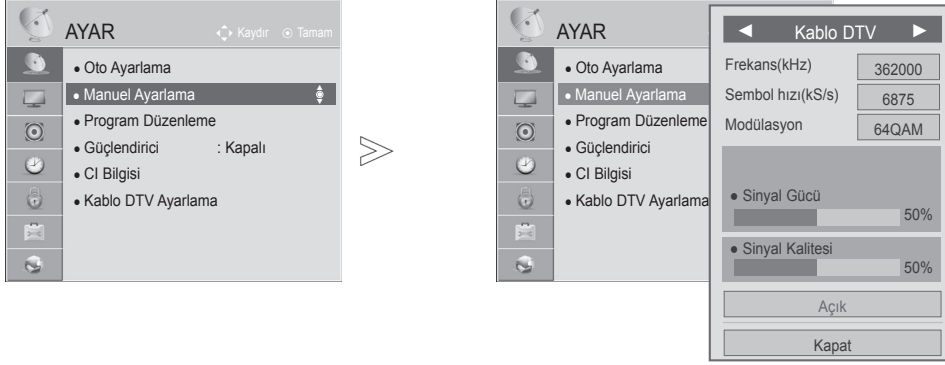 AYAR Kaydır Tamam
• Oto Ayarlama
• Manuel Ayarlama
• Program Düzenleme
• Güçlendirici : Kapalı
• CI Bilgisi
• Kablo DTV Ayarlama
AYAR
• Oto Ayarlama
• Manuel Ayarlama
• Program Düzenleme
• Güçlendirici
• CI Bilgisi
• Kablo DTV Ayarlama
◄ Kablo DTV ►
Frekans(kHz) 362000
Sembol hızı(kS/s) 6875
Modülasyon 64QAM
• Sinyal Gücü
50%
• Sinyal Kalitesi
50%
Açık
Kapat